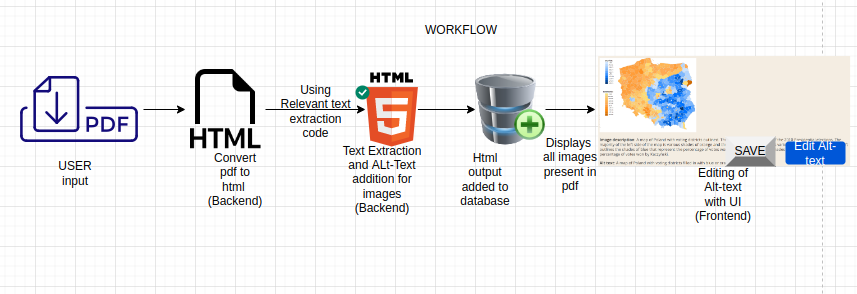 WORKFLOW
PDF
USER
input
HTML
Convert
pdf to
html
(Backend)
Using
Relevant text
extraction
code
HTML
5
Text Extraction
and ALt-Text
addition for
images
(Backend)
Html
output
added to
database
Displays
all images
present in
pdf
Image description
SAVE
Edit Alt-
text
Editing of
Alt-text
with UI
(Frontend)